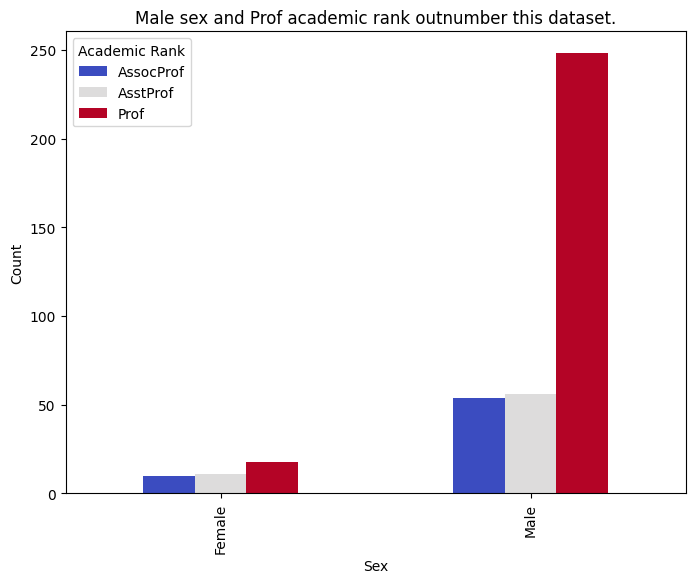 Male sex and Prof academic rank outnumber this dataset.
Academic Rank
AssocProf
AsstProf
Prof
250
200
150
100
50
0
Count
Female
Male
Sex